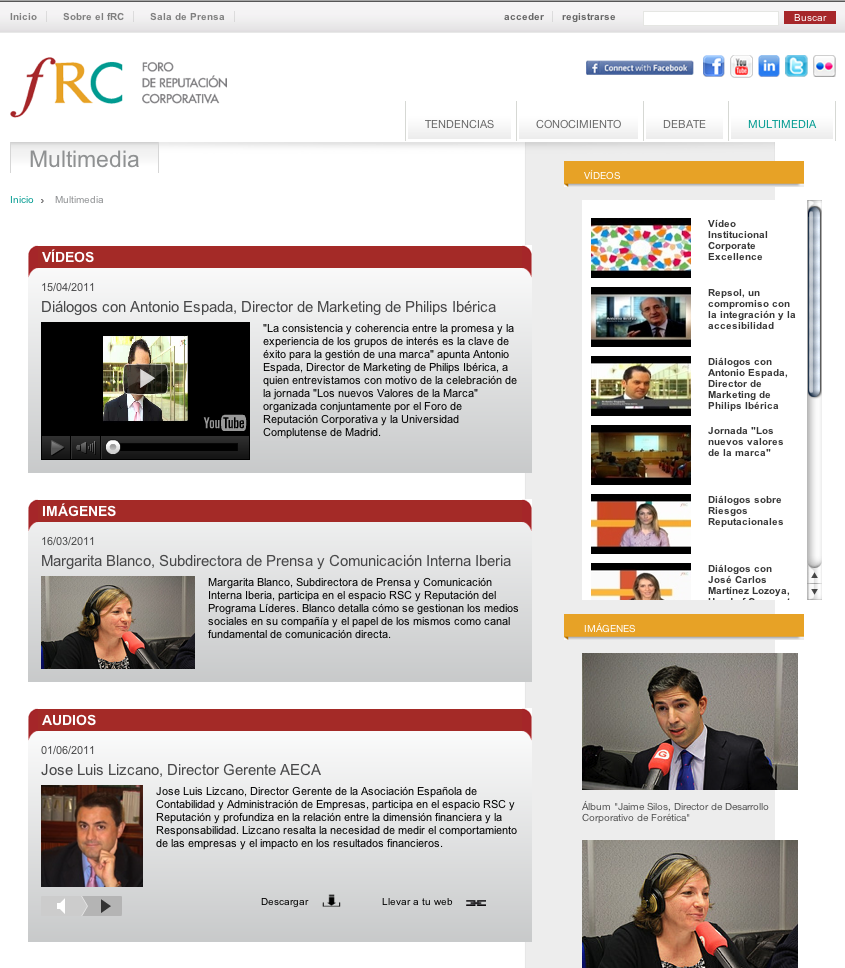 Inicio
Sobre el fRC
Sala de Prensa
acceder
registrarse
Buscar
fRC
FORO
DE REPUTACIÓN
CORPORATIVA
Connect with Facebook
You
Tube
TENDENCIAS
CONOCIMIENTO
DEBATE
MULTIMEDIA
Multimedia
Inicio › Multimedia
VÍDEOS
15/04/2011
Diálogos con Antonio Espada, Director de Marketing de Philips Ibérica
"La consistencia y coherencia entre la promesa y la
experiencia de los grupos de interés es la clave de
éxito para la gestión de una marca" apunta Antonio
Espada, Director de Marketing de Philips Ibérica, a
quien entrevistamos con motivo de la celebración de
la jornada "Los nuevos Valores de la Marca"
organizada conjuntamente por el Foro de
Reputación Corporativa y la Universidad
Complutense de Madrid.
YouTube
IMÁGENES
16/03/2011
Margarita Blanco, Subdirectora de Prensa y Comunicación Interna Iberia
Margarita Blanco, Subdirectora de Prensa y Comunicación
Interna Iberia, participa en el espacio RSC y Reputación del
Programa Líderes. Blanco detalla cómo se gestionan los medios
sociales en su compañía y el papel de los mismos como canal
fundamental de comunicación directa.
AUDIOS
01/06/2011
Jose Luis Lizcano, Director Gerente AECA
Jose Luis Lizcano, Director Gerente de la Asociación Española de
Contabilidad y Administración de Empresas, participa en el espacio RSC y
Reputación y profundiza en la relación entre la dimensión financiera y la
Responsabilidad. Lizcano resalta la necesidad de medir el comportamiento
de las empresas y el impacto en los resultados financieros.
Descargar
Llevar a tu web
VÍDEOS
Vídeo
Institucional
Corporate
Excellence
Repsol, un
compromiso con
la integración y la
accesibilidad
Diálogos con
Antonio Espada,
Director de
Marketing de
Philips Ibérica
Jornada "Los
nuevos valores
de la marca"
Diálogos sobre
Riesgos
Reputacionales
Diálogos con
José Carlos
Martínez Lozoya,
IMÁGENES
Álbum "Jaime Silos, Director de Desarrollo
Corporativo de Forética"